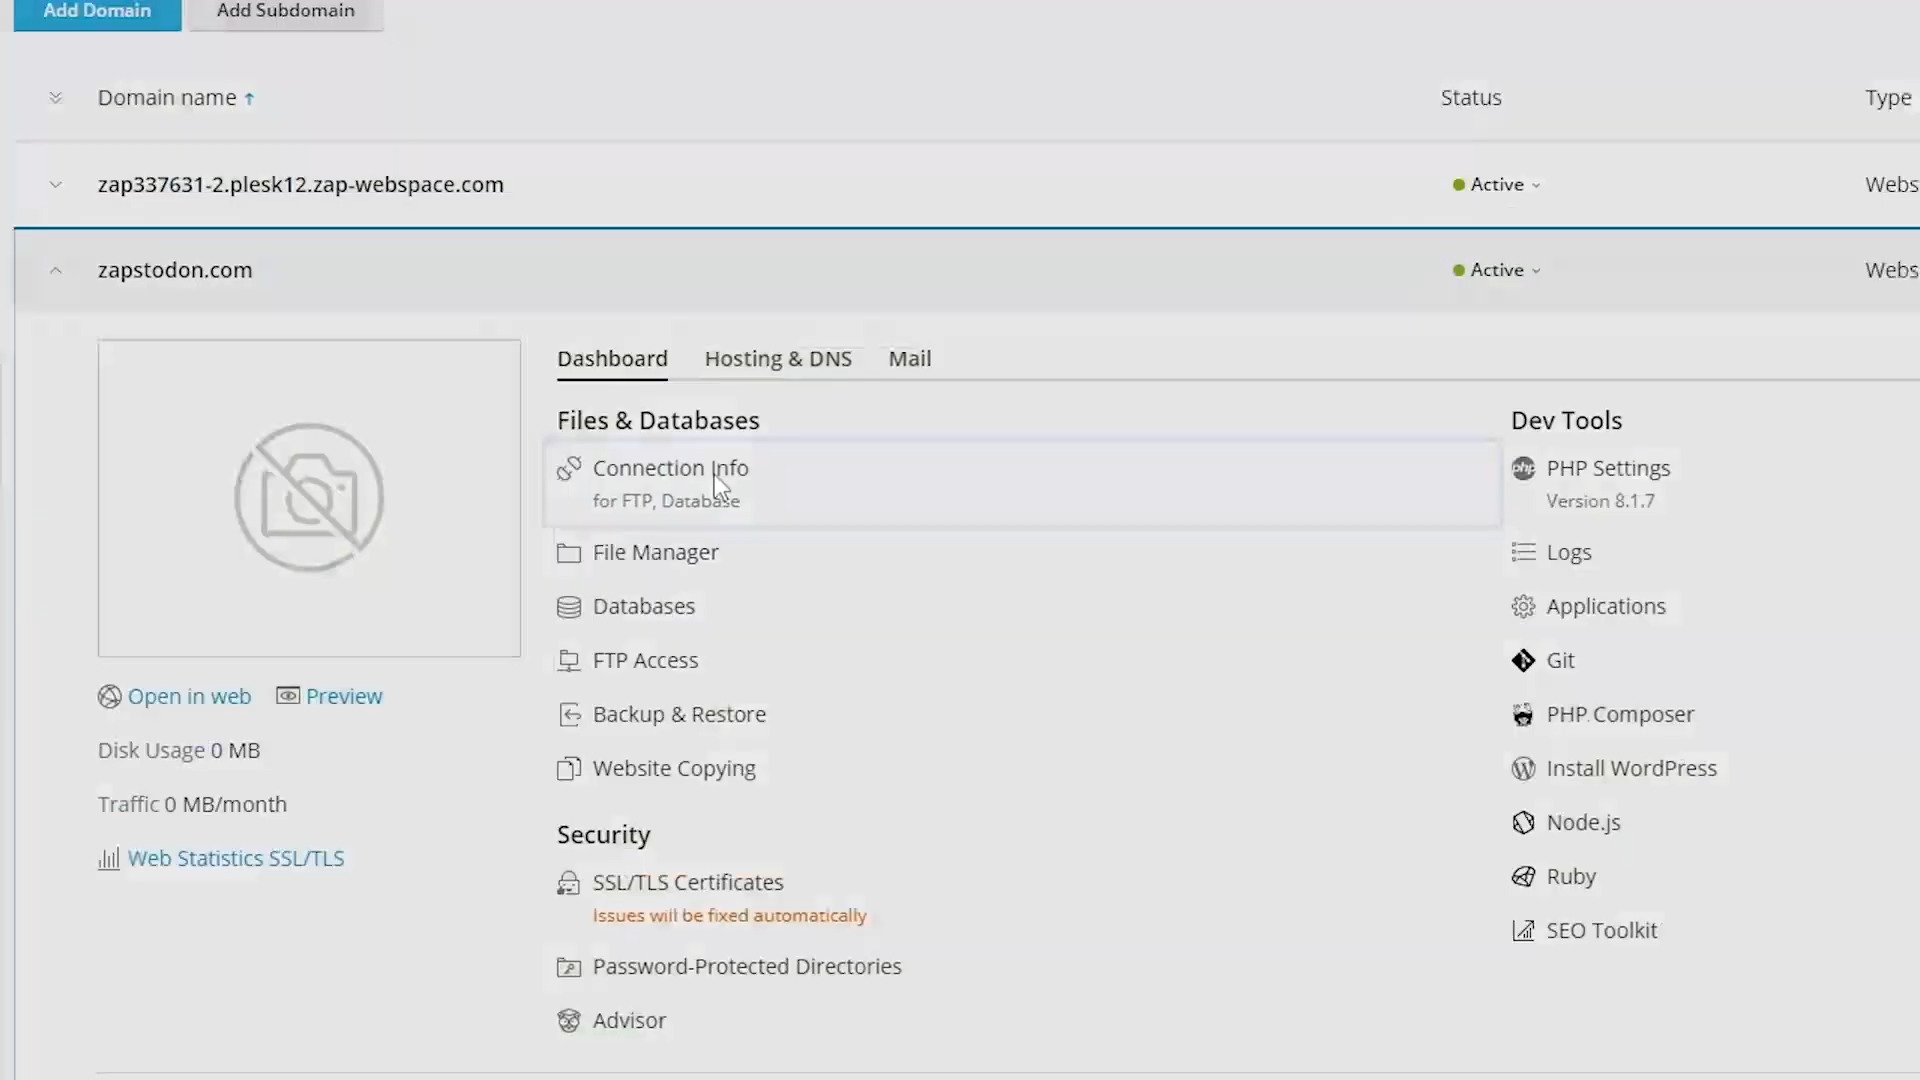 Add Domain
Add Subdomain
Domain name
Status
Type
zap337631-2.plesk12.zap-webspace.com
Active
Webs
zapstodon.com
Active
Webs
Dashboard
Hosting & DNS
Mail
Files & Databases
Connection Info
for FTP, Database
File Manager
Databases
FTP Access
Backup & Restore
Website Copying
Security
SSL/TLS Certificates
Issues will be fixed automatically
Password-Protected Directories
Advisor
Dev Tools
php
PHP Settings
Version 8.1.7
Logs
Applications
Git
PHP Composer
Install WordPress
Node.js
Ruby
SEO Toolkit
Open in web
Preview
Disk Usage 0 MB
Traffic 0 MB/month
Web Statistics SSL/TLS